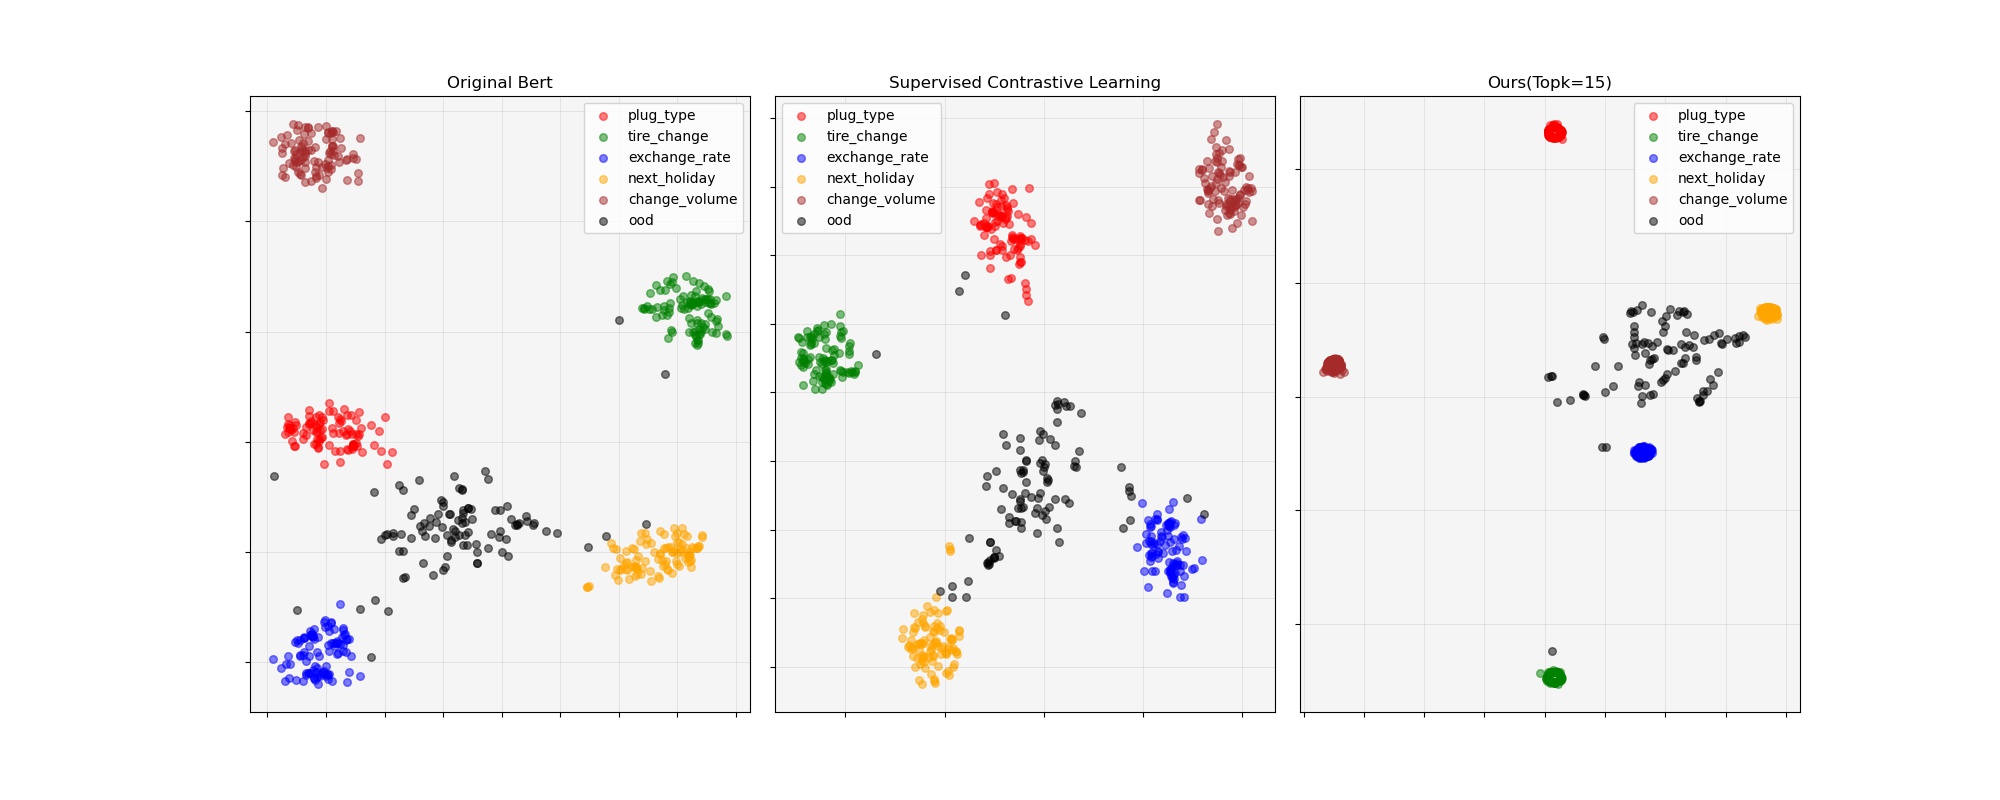 Original Bert
plug_type
tire_change
exchange_rate
next_holiday
change_volume
ood
Supervised Contrastive Learning
plug_type
tire_change
exchange_rate
next_holiday
change_volume
ood
Ours(Topk=15)
plug_type
tire_change
exchange_rate
next_holiday
change_volume
ood